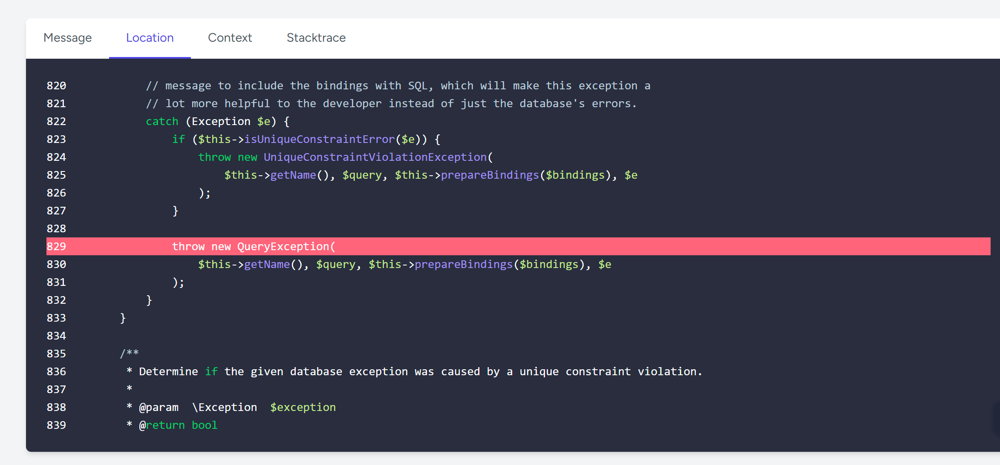 Message Location Context Stacktrace
820 // message to include the bindings with SQL, which will make this exception a
821 // lot more helpful to the developer instead of just the database's errors.
822 catch (Exception $e) {
823 if ($this->isUniqueConstraintError($e)) {
824 throw new UniqueConstraintViolationException(
825 $this->getName(), $query, $this->prepareBindings($bindings), $e
826 );
827 }
828
829 throw new QueryException(
830 $this->getName(), $query, $this->prepareBindings($bindings), $e
831 );
832 }
833 }
834
835 /**
836 * Determine if the given database exception was caused by a unique constraint violation.
837 *
838 * @param  \Exception  $exception
839 * @return bool